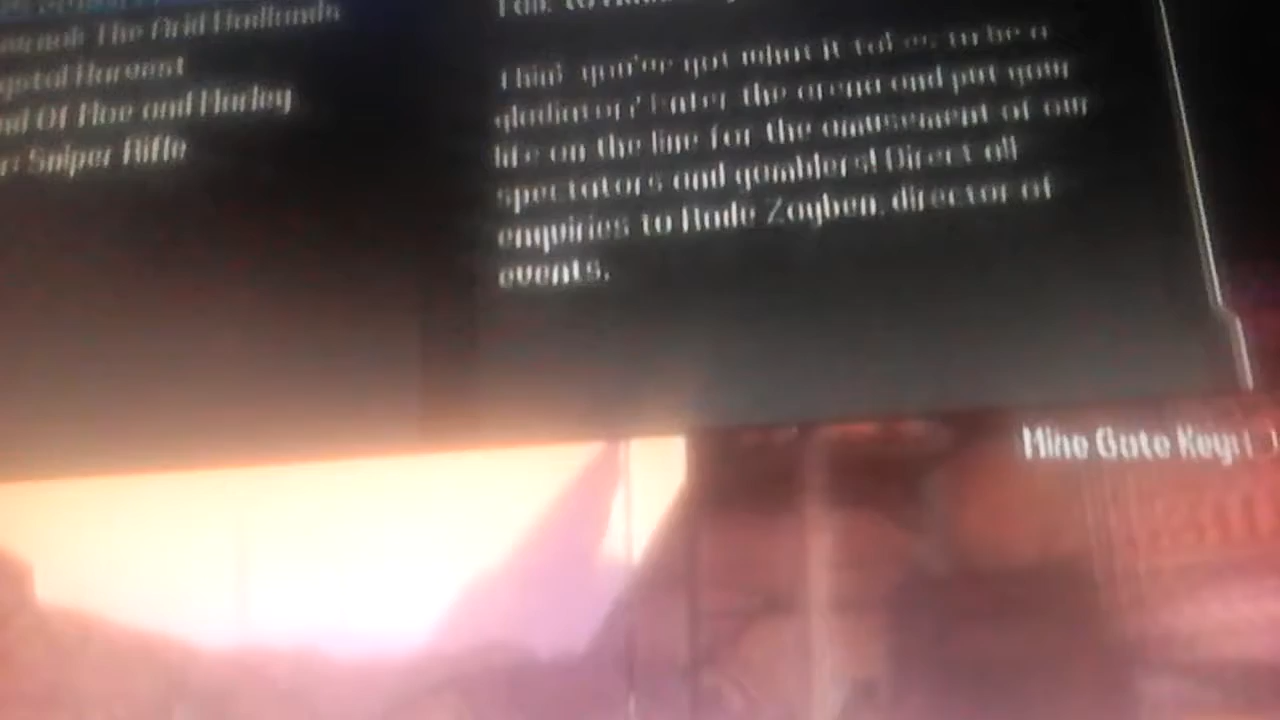 The Arid Badlands
Harvest
Of Moe and Marley
Sniper Rifle
Think you've got what it takes to be a
gladiator? Enter the arena and put your
life on the line for the amusement of our
spectators and gamblers! Direct all
enquiries to Rade Zayben, director of
events.
Mine Gate Key: